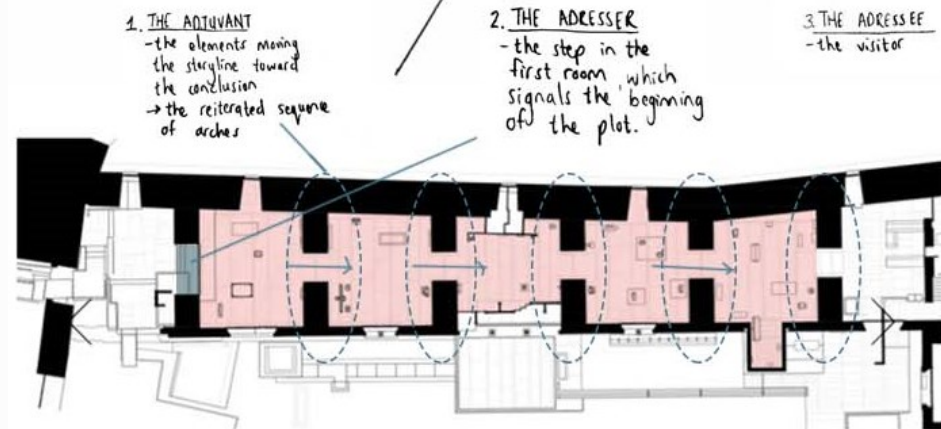 1. THE ADJUVANT
-the elements moving
the storyline toward
the conclusion
→ the reiterated sequence
of arches
2. THE ADRESSER
- the step in the
first room which
signals the beginning
of the plot.
3. THE ADRESSEE
-the visitor